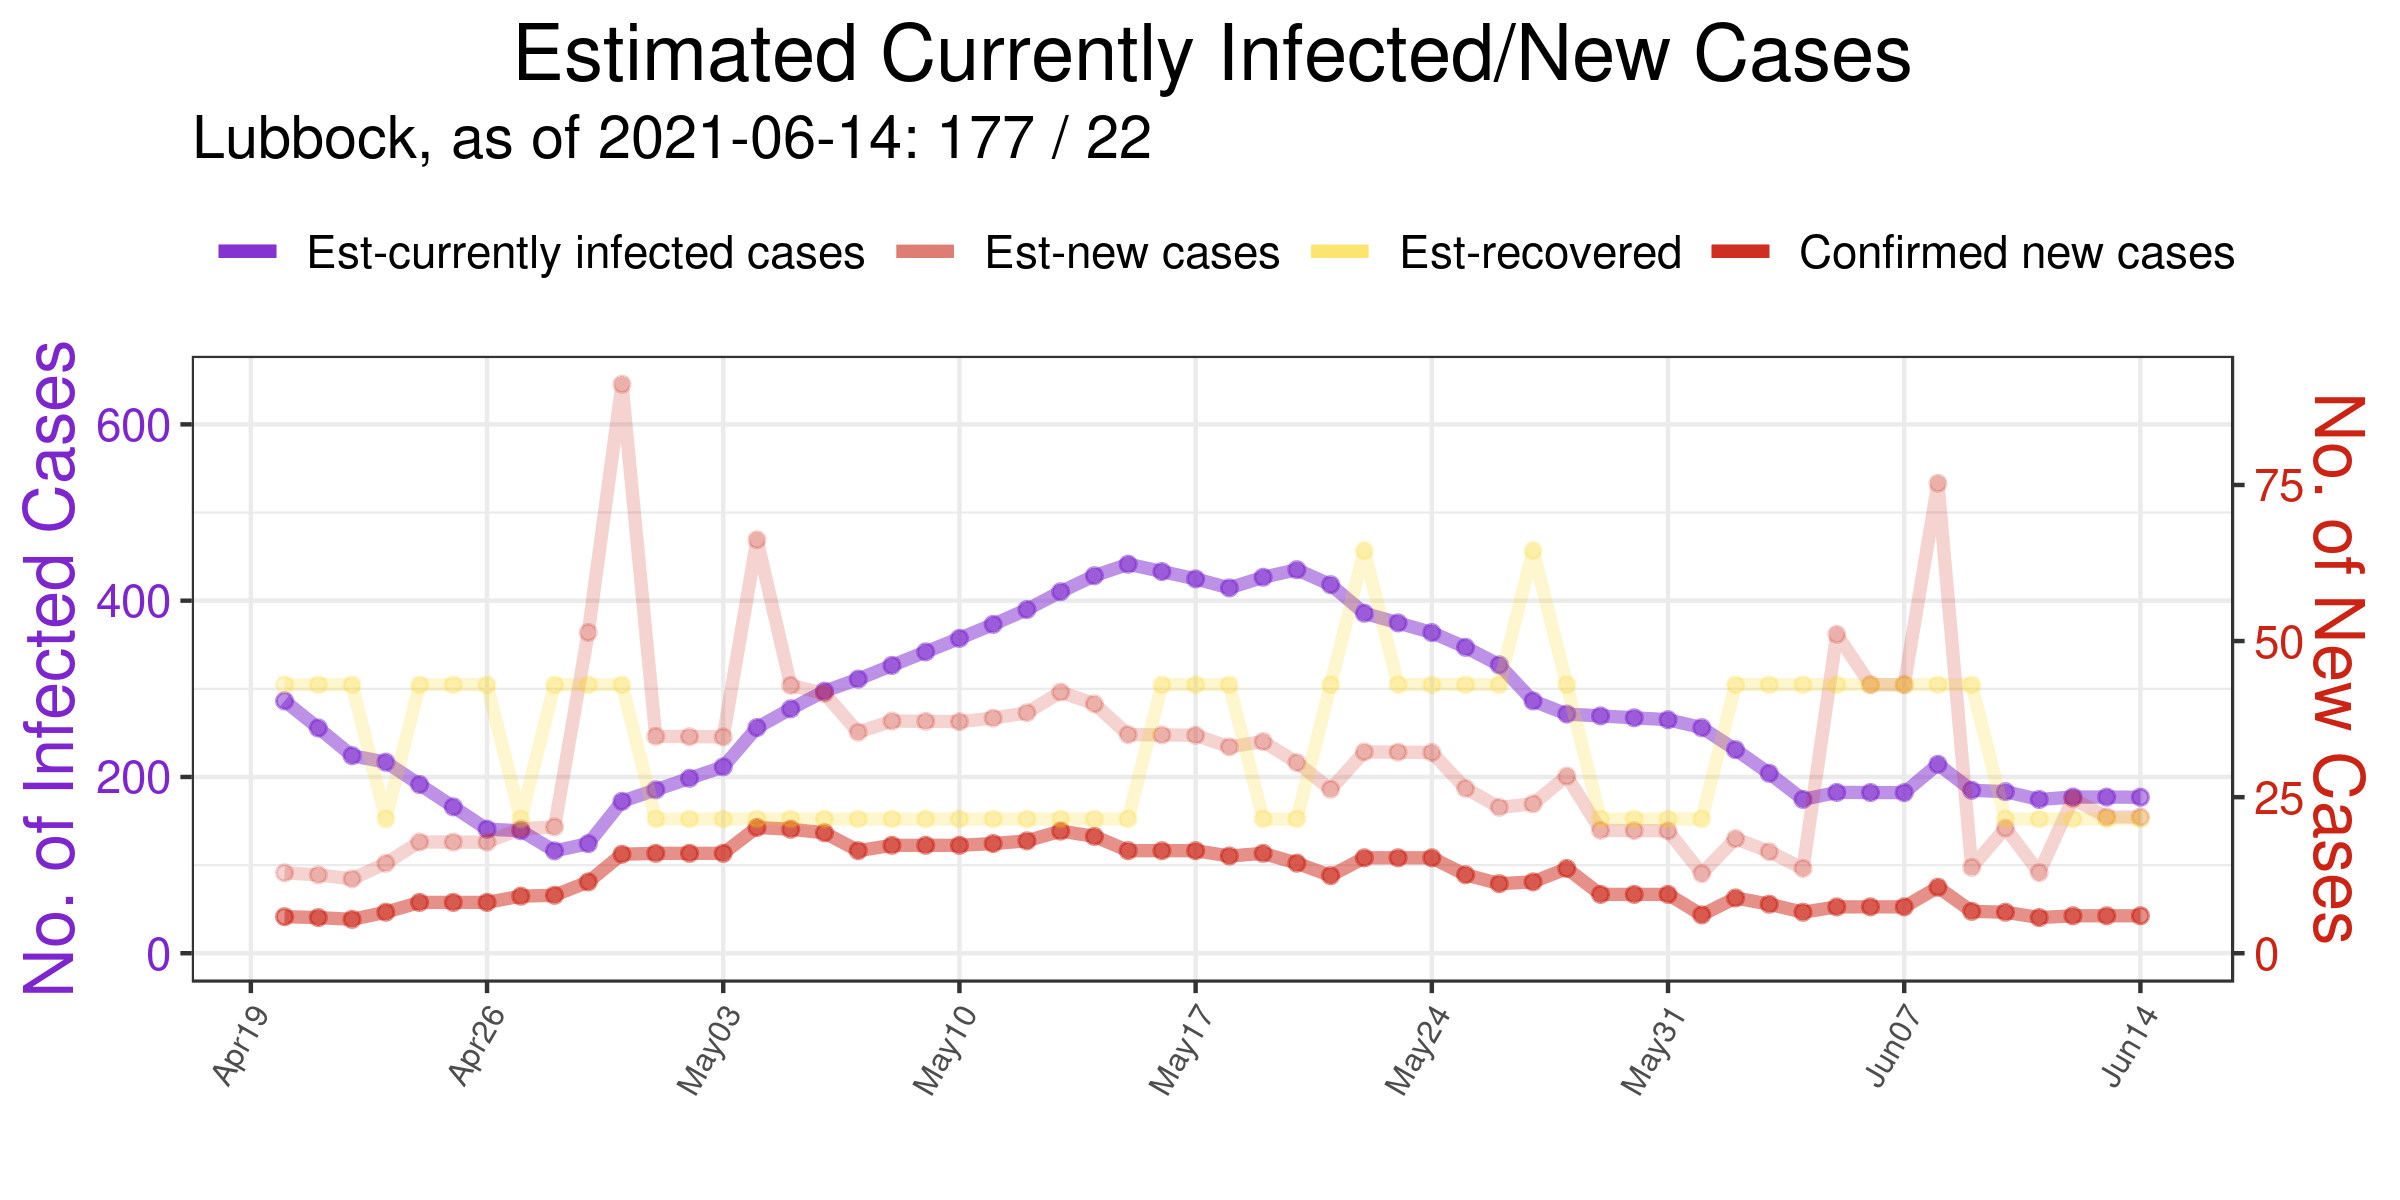 Estimated Currently Infected/New Cases
Lubbock, as of 2021-06-14: 177 / 22
Est-currently infected cases Est-new cases Est-recovered Confirmed new cases
No. of Infected Cases
600
400
200
0
No. of New Cases
75
50
25
0
Apr19 Apr26 May03 May10 May17 May24 May31 Jun07 Jun14